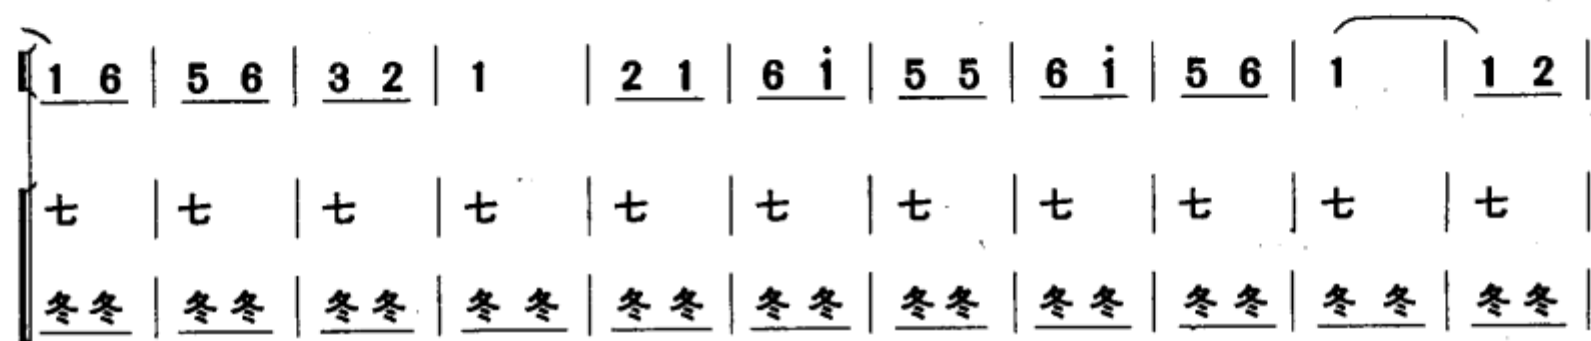 1 6 | 5 6 | 3 2 | 1 | 2 1 | 6 i | 5 5 | 6 i | 5 6 | 1 | 1 2 |
七 | 七 | 七 | 七 | 七 | 七 | 七 | 七 | 七 | 七 | 七 |
冬冬 | 冬冬 | 冬冬 | 冬冬 | 冬冬 | 冬冬 | 冬冬 | 冬冬 | 冬冬 | 冬冬 | 冬冬 |